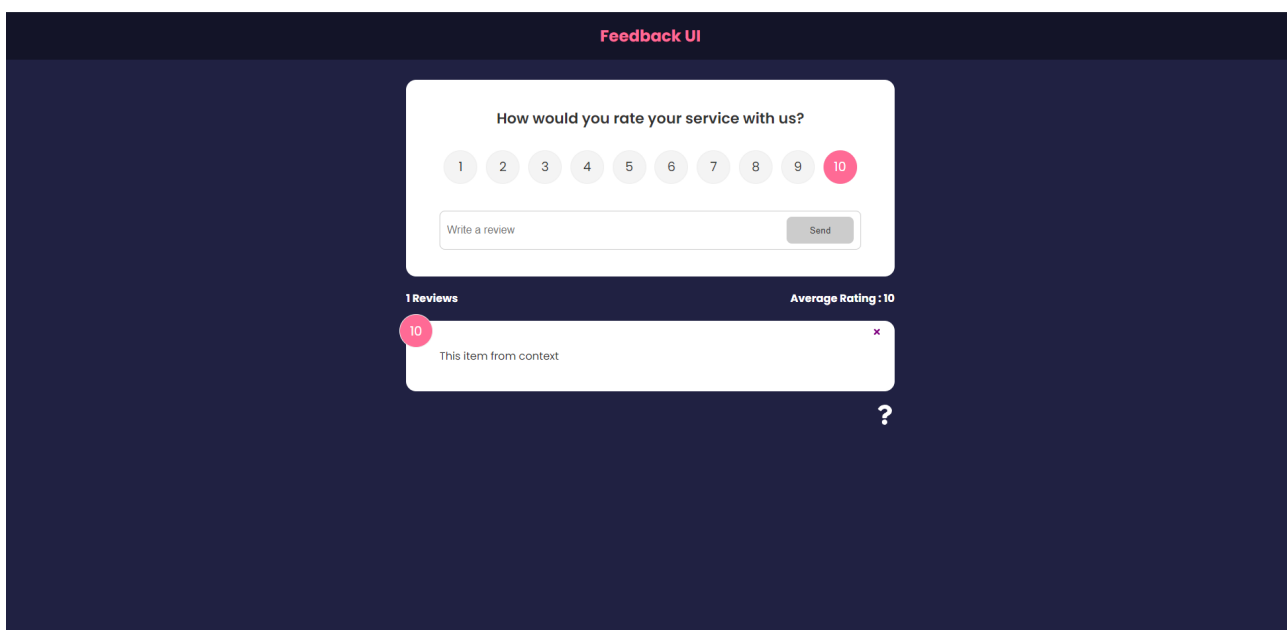 Feedback UI
How would you rate your service with us?
1 2 3 4 5 6 7 8 9 10
Write a review Send
1 Reviews Average Rating : 10
10
×
This item from context
?